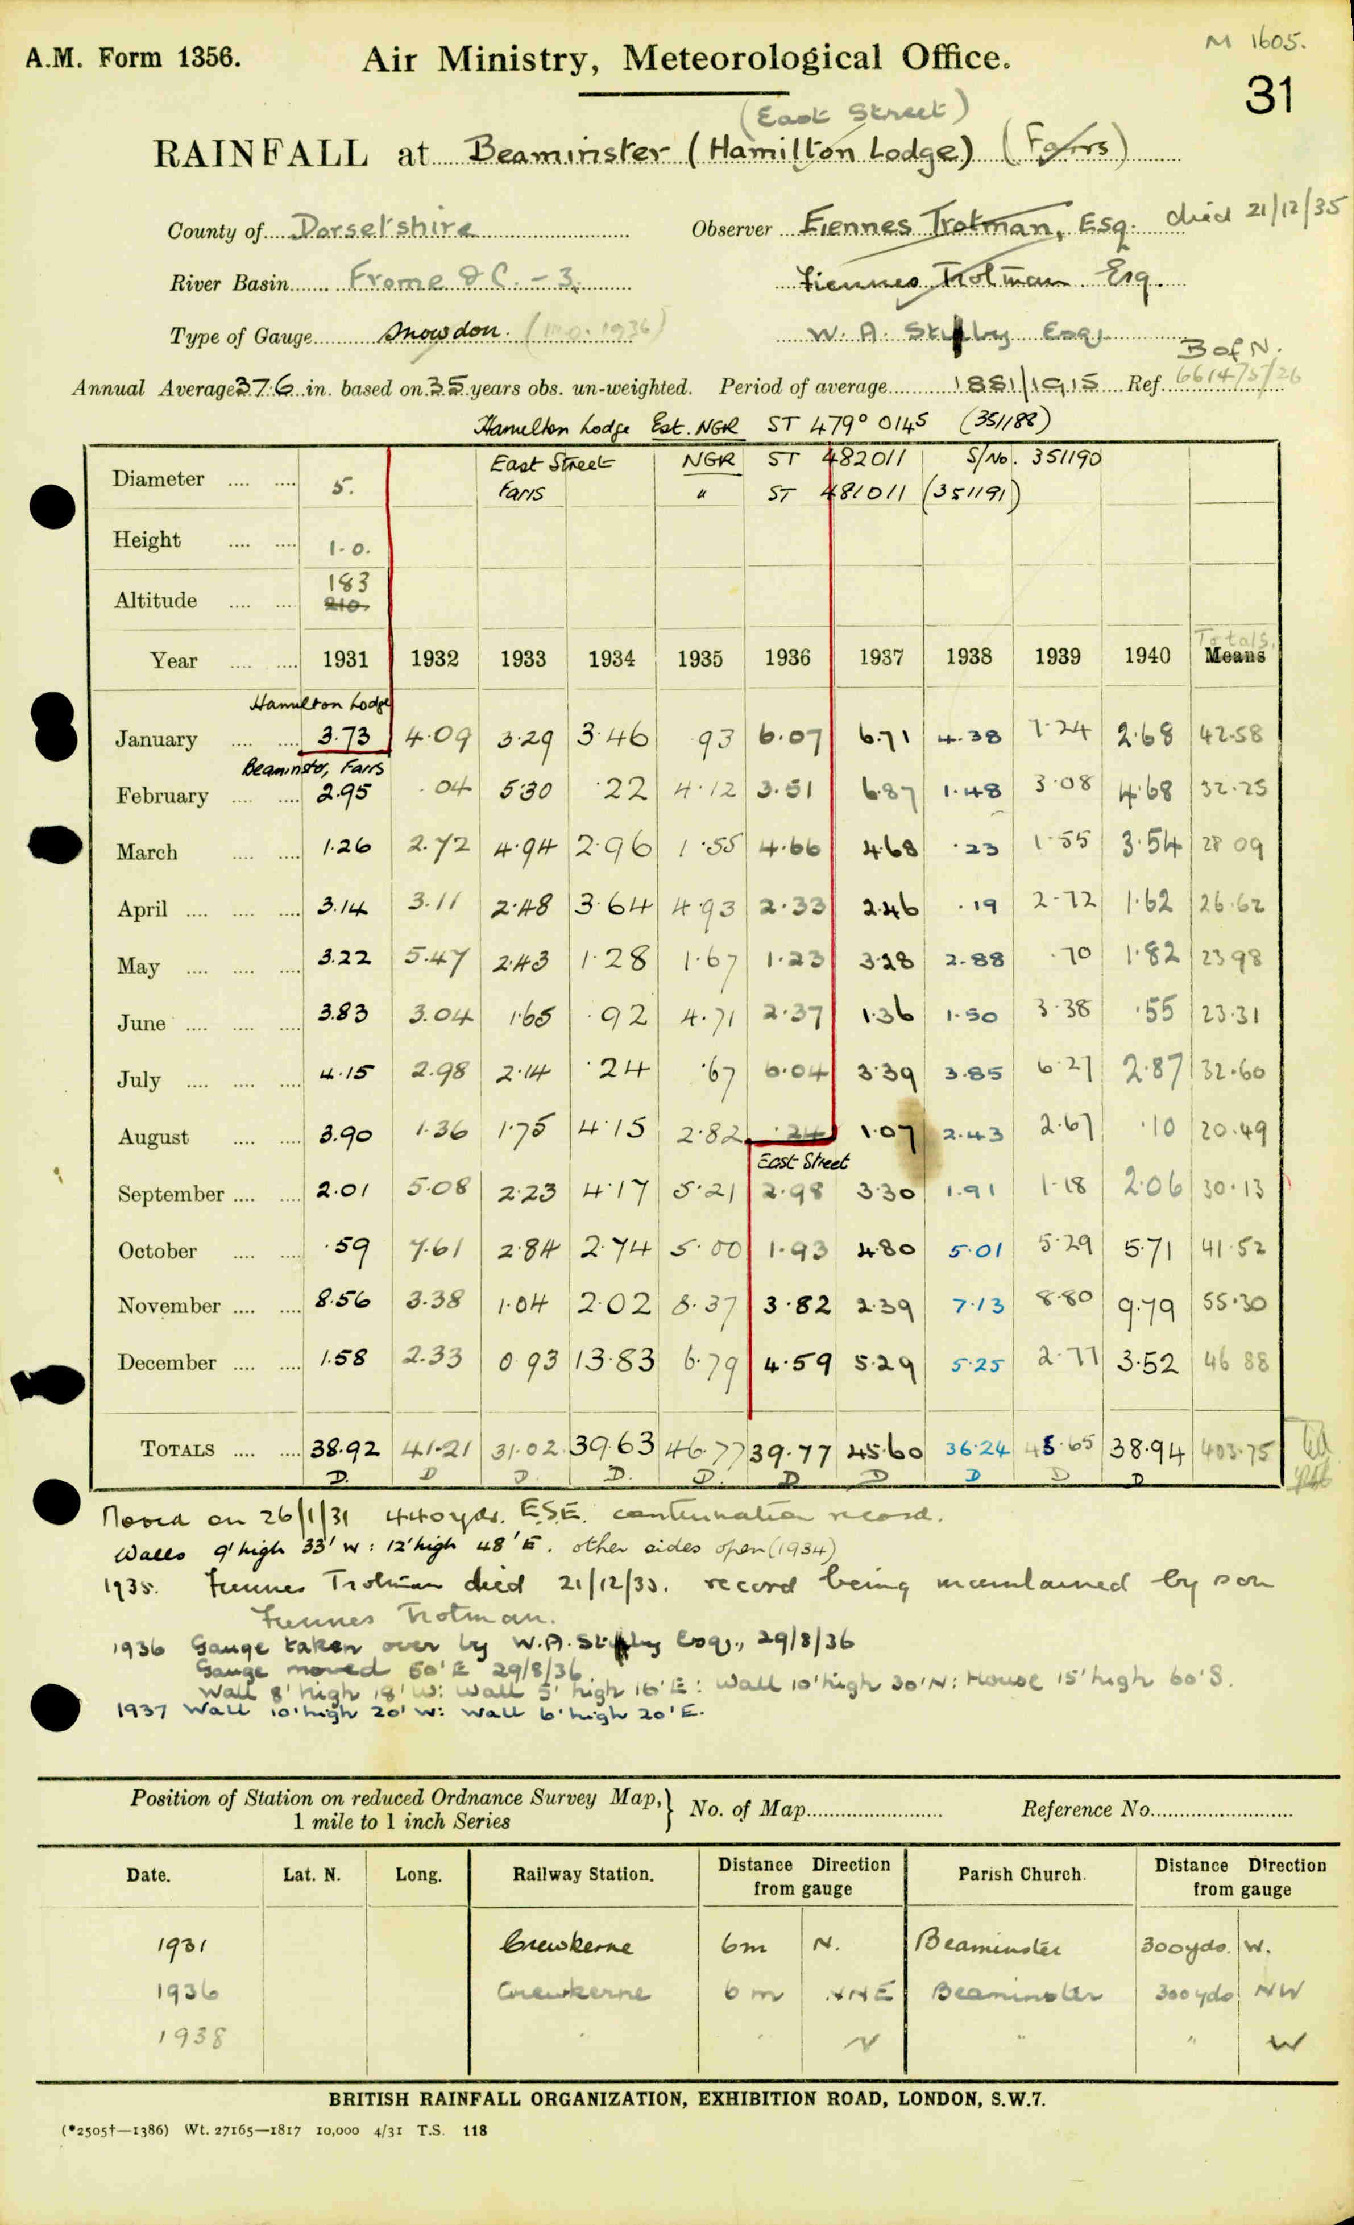 M 1605.
A.M. Form 1356. Air Ministry, Meteorological Office.
31
(East Street)
RAINFALL at Beaminster (Hamilton Lodge) (Farrs)
County of Dorsetshire Observer Fiennes Trotman, Esq. died 21/12/35
River Basin Frome &C. - 3. Fiennes Trotman. Esq.
Type of Gauge Snowdon. (M.O. 1936) W. A. Esq.
B of N.
Annual Average 37.6 in. based on 35 years obs. un-weighted. Period of average 1881/1915 Ref. 661475/26
Hamilton Lodge Est. NGR ST 479° 0145 (351188)
East Street NGR ST 482011 S/No. 351190
Diameter .... .... 5. Farrs " ST 481011 (351191)
Height .... .... 1-0.
183
Altitude .... .... 210.
Totals.
Year .... .... 1931 1932 1933 1934 1935 1936 1937 1938 1939 1940 Means
Hamilton Lodge
January .... .... 3.73 4.09 3.29 3.46 .93 6.07 6.71 4.38 7.24 2.68 42.58
Beaminster, Farrs
February .... .... 2.95 .04 5.30 .22 4.12 3.51 6.87 1.48 3.08 4.68 32.25
March .... .... 1.26 2.72 4.94 2.96 1.55 4.66 4.68 .23 1.55 3.54 28.09
April .... .... .... 3.14 3.11 2.48 3.64 4.93 2.33 2.46 .19 2.72 1.62 26.62
May .... .... .... 3.22 5.47 2.43 1.28 1.67 1.23 3.28 2.88 .70 1.82 23.98
June .... .... .... 3.83 3.04 1.65 .92 4.71 2.37 1.36 1.50 3.38 .55 23.31
July .... .... .... 4.15 2.98 2.14 .24 .67 6.04 3.39 3.85 6.27 2.87 32.60
August .... .... 3.90 1.36 1.75 4.15 2.82 .24 1.07 2.43 2.67 .10 20.49
East Street
September .... .... 2.01 5.08 2.23 4.17 5.21 2.98 3.30 1.91 1.18 2.06 30.13
October .... .... .59 7.61 2.84 2.74 5.00 1.93 4.80 5.01 5.29 5.71 41.52
November .... .... 8.56 3.38 1.04 2.02 8.37 3.82 2.39 7.13 8.80 9.79 55.30
December .... .... 1.58 2.33 0.93 13.83 6.79 4.59 5.29 5.25 2.77 3.52 46.88
TOTALS .... .... 38.92 41.21 31.02 39.63 46.77 39.77 45.60 36.24 45.65 38.94 403.75
D. D D. D. D. D D D D D
Moved on 26/1/31 440 yds. E.S.E. continuation record.
Walls 9' high 33' W : 12' high 48' E. other sides open (1934)
1935. Fiennes Trotman died 21/12/35. record being maintained by son
Fiennes Trotman.
1936 Gauge taken over by W.A. Esq., 29/8/36
Gauge moved 50' E 29/8/36
Wall 8' high 18' W: Wall 5' high 16' E: Wall 10' high 30' N: House 15' high 60' S.
1937 Wall 10' high 20' W: Wall 6' high 20' E.
Position of Station on reduced Ordnance Survey Map,} No. of Map Reference No.
1 mile to 1 inch Series
Date. Lat. N. Long. Railway Station. Distance Direction from gauge Parish Church. Distance Direction from gauge
1931 Crewkerne 6m N. Beaminster 300yds. W.
1936 Crewkerne 6m NNE Beaminster 300yds NW
1938 " " N " " W
BRITISH RAINFALL ORGANIZATION, EXHIBITION ROAD, LONDON, S.W.7.
(*2505†—1386) Wt. 27165—1817 10,000 4/31 T.S. 118